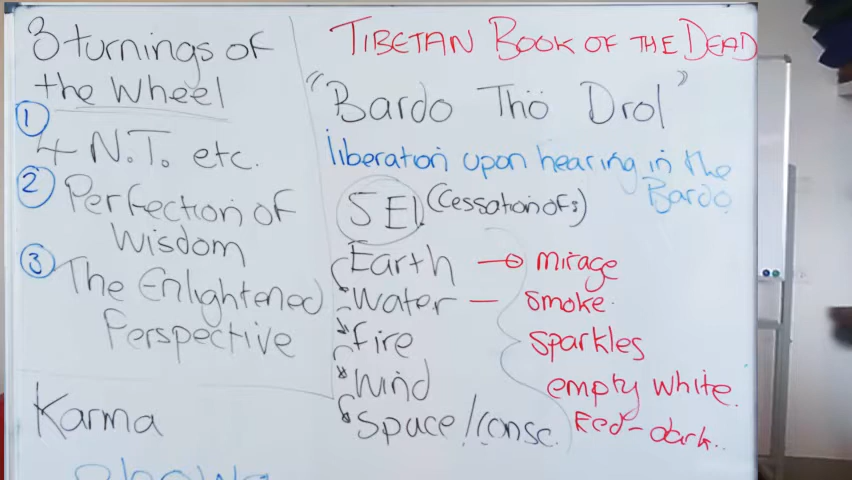 3 turnings of
the Wheel
1
4 N.T. etc.
2 Perfection of
Wisdom
3 The Enlightened
Perspective
Karma
TIBETAN BOOK OF THE DEAD
"Bardo Thö Drol"
liberation upon hearing in the
Bardo
5 El. (Cessation of:)
Earth → mirage
Water — smoke.
Fire sparkles
Wind empty white.
Space / Consc. Red-dark..